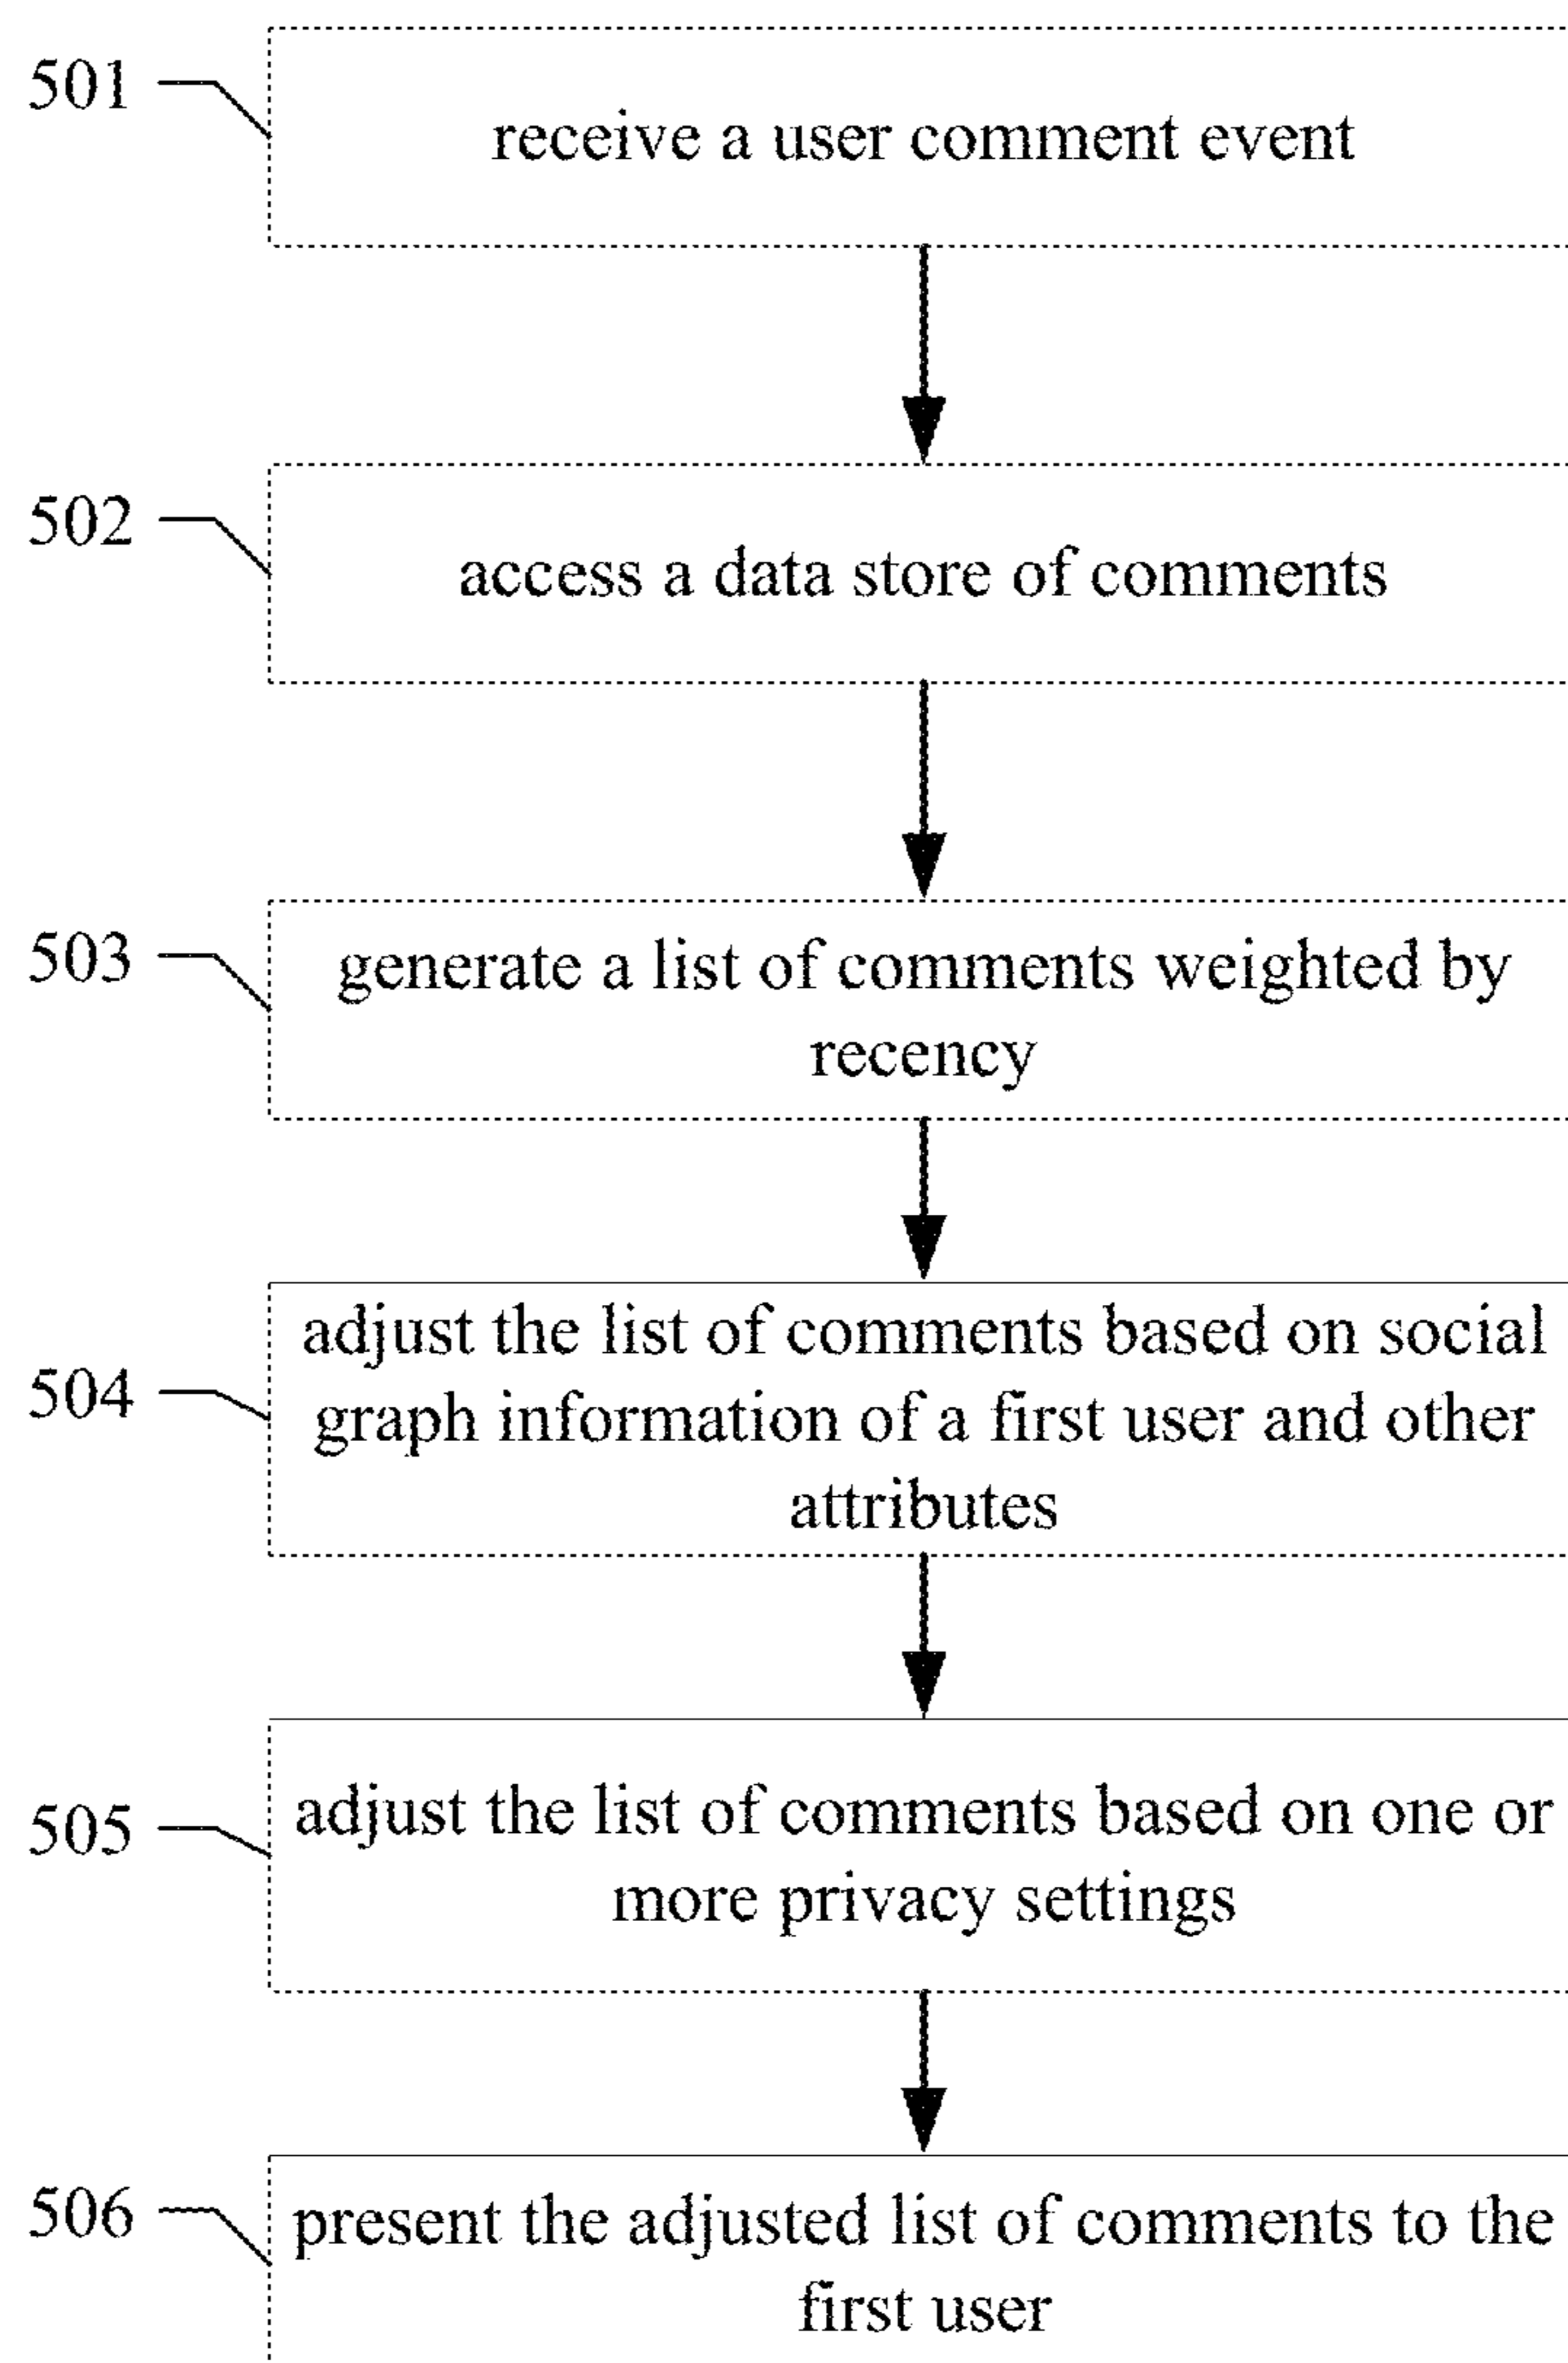 501
receive a user comment event
502
access a data store of comments
503
generate a list of comments weighted by
recency
504
adjust the list of comments based on social
graph information of a first user and other
attributes
505
adjust the list of comments based on one or
more privacy settings
506
present the adjusted list of comments to the
first user